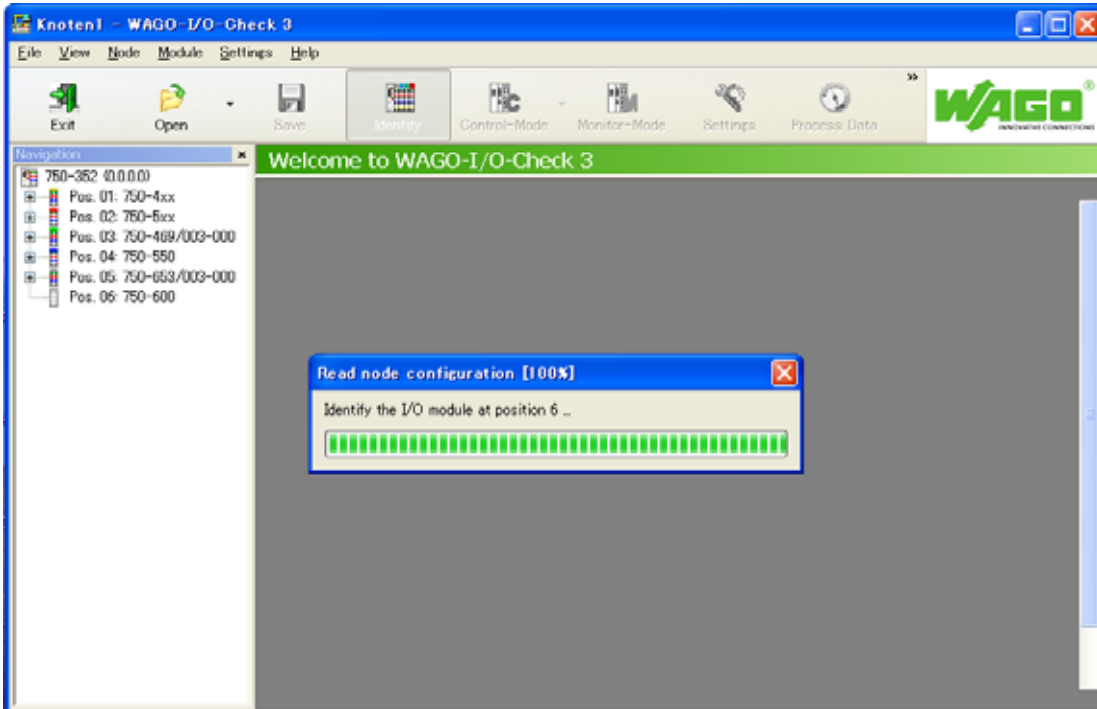 Knoten1 - WAGO-I/O-Check 3
File View Node Module Settings Help
Exit Open Save Identify Control-Mode Monitor-Mode Settings Process Data »
WAGO®
INNOVATIVE CONNECTIONS
Navigation
Welcome to WAGO-I/O-Check 3
750-352 (0.0.0.0)
Pos. 01: 750-4xx
Pos. 02: 750-5xx
Pos. 03: 750-469/003-000
Pos. 04: 750-550
Pos. 05: 750-653/003-000
Pos. 06: 750-600
Read node configuration [100%]
Identify the I/O module at position 6 ...